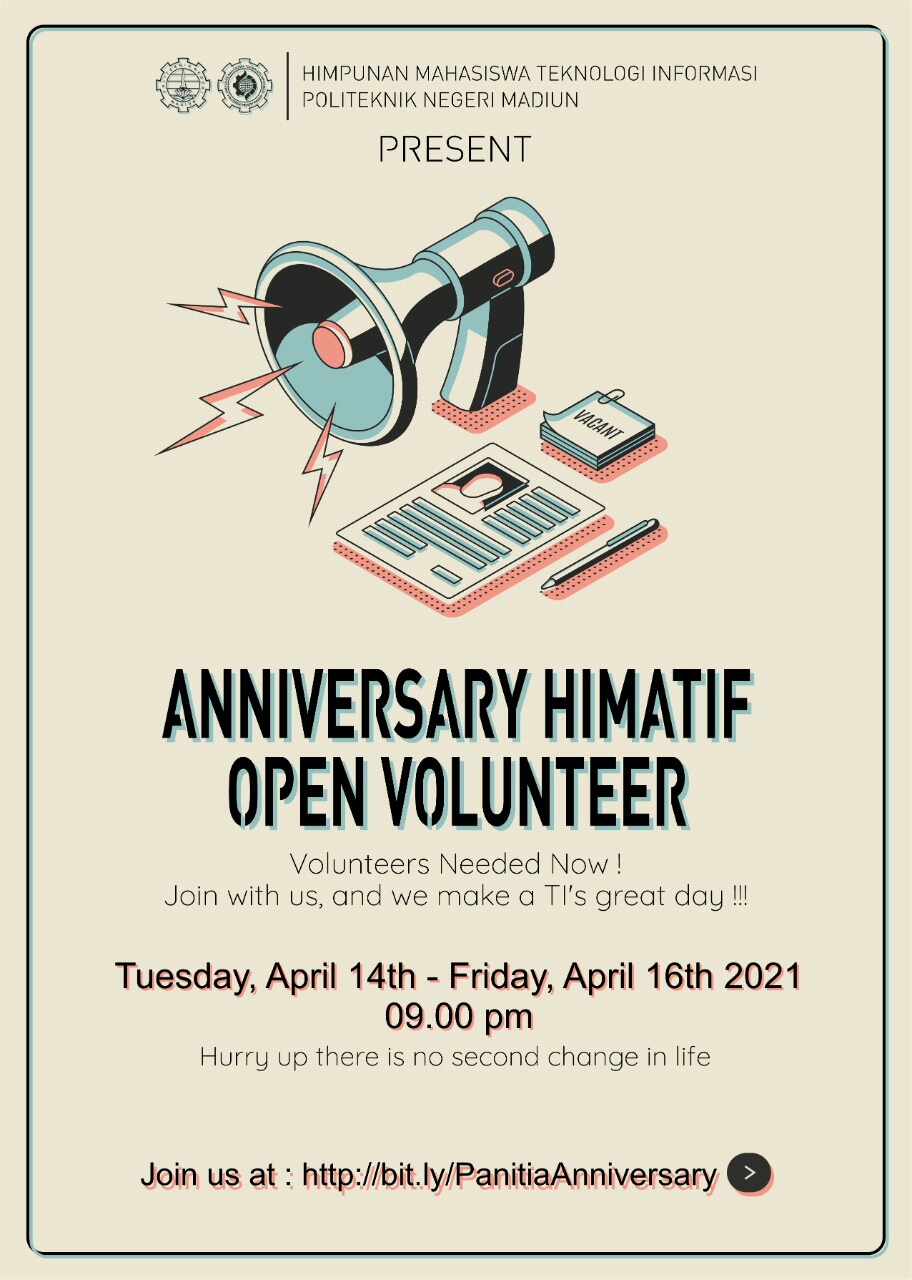 HIMPUNAN MAHASISWA TEKNOLOGI INFORMASI
POLITEKNIK NEGERI MADIUN
PRESENT
VACANT
ANNIVERSARY HIMATIF
OPEN VOLUNTEER
Volunteers Needed Now !
Join with us, and we make a TI's great day !!!
Tuesday, April 14th - Friday, April 16th 2021
09.00 pm
Hurry up there is no second change in life
Join us at : http://bit.ly/PanitiaAnniversary